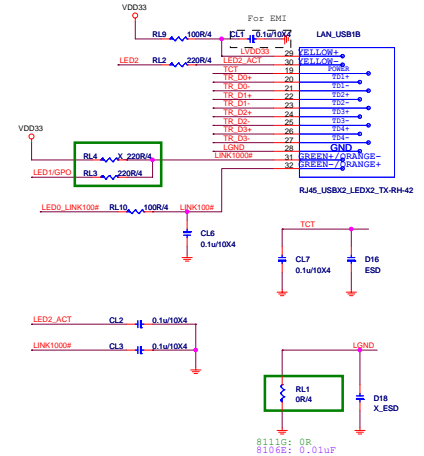 VDD33
For EMI
RL9 100R/4 CL1 0.1u/10X4 LAN_USB1B
LVDD33 29 YELLOW+
LED2 RL2 220R/4 LED2_ACT 30 YELLOW-
TCT 19 POWER
TR_D0+ 20 TD1+
TR_D0- 21 TD1-
TR_D1+ 22 TD2+
TR_D1- 23 TD2-
TR_D2+ 24 TD3+
TR_D2- 25 TD3-
TR_D3+ 26 TD4+
TR_D3- 27 TD4-
LGND 28 GND
VDD33
RL4 X_220R/4 LINK1000# 31 GREEN+/ORANGE-
32 GREEN-/ORANGE+
LED1/GPO RL3 220R/4
RJ45_USBX2_LEDX2_TX-RH-42
LED0_LINK100# RL10 100R/4 LINK100#
CL6
0.1u/10X4
TCT
CL7
0.1u/10X4
D16
ESD
LED2_ACT CL2 0.1u/10X4
LINK1000# CL3 0.1u/10X4
LGND
RL1
0R/4
D18
X_ESD
8111G: 0R
8106E: 0.01uF